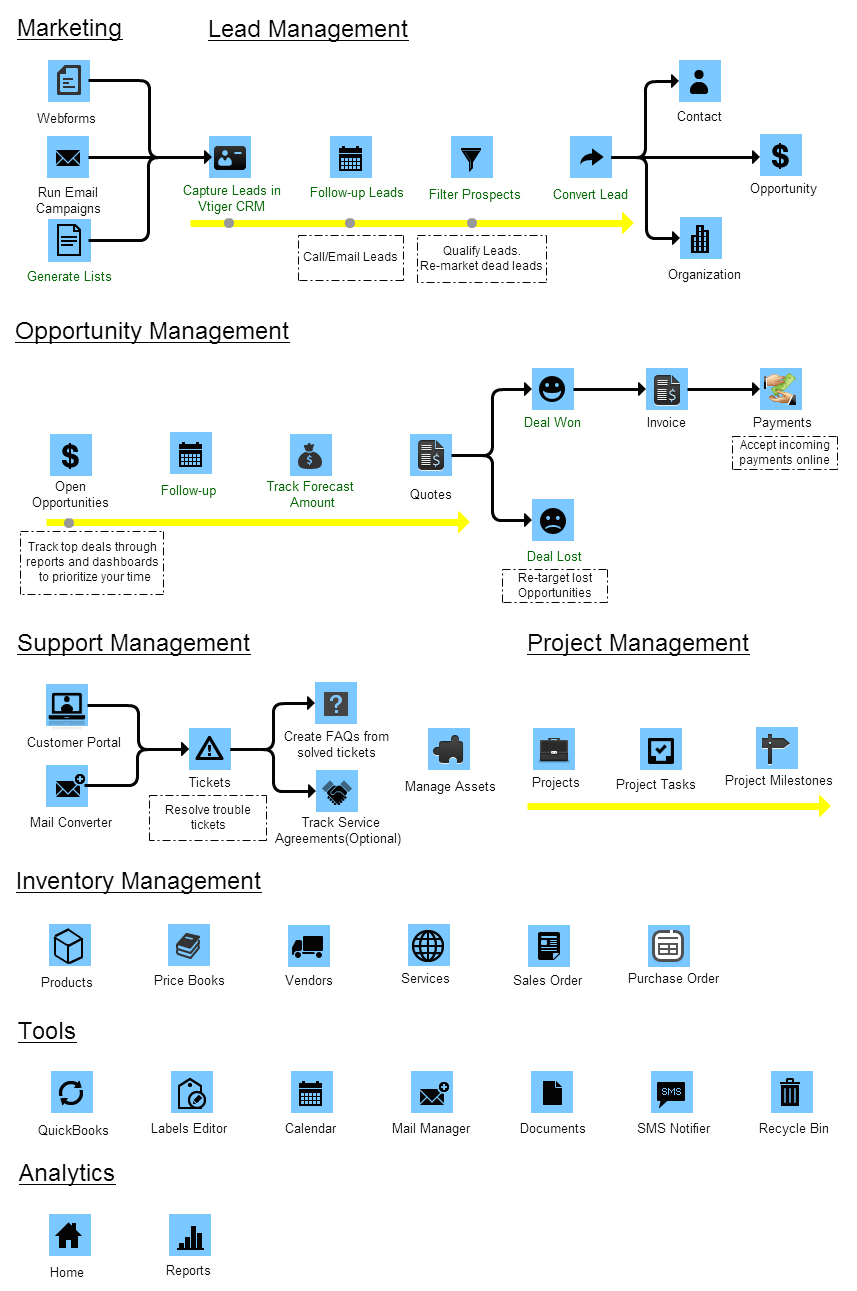 Marketing
Lead Management
Webforms
Contact
Run Email
Campaigns
Capture Leads in
Vtiger CRM
Follow-up Leads
Filter Prospects
Convert Lead
Opportunity
Call/Email Leads
Qualify Leads.
Re-market dead leads
Generate Lists
Organization
Opportunity Management
Deal Won
Invoice
Payments
Accept incoming
payments online
Open
Opportunities
Follow-up
Track Forecast
Amount
Quotes
Track top deals through
reports and dashboards
to prioritize your time
Deal Lost
Re-target lost
Opportunities
Support Management
Project Management
Customer Portal
Create FAQs from
solved tickets
Tickets
Resolve trouble
tickets
Mail Converter
Track Service
Agreements(Optional)
Manage Assets
Projects
Project Tasks
Project Milestones
Inventory Management
Products
Price Books
Vendors
Services
Sales Order
Purchase Order
Tools
SMS
QuickBooks
Labels Editor
Calendar
Mail Manager
Documents
SMS Notifier
Recycle Bin
Analytics
Home
Reports